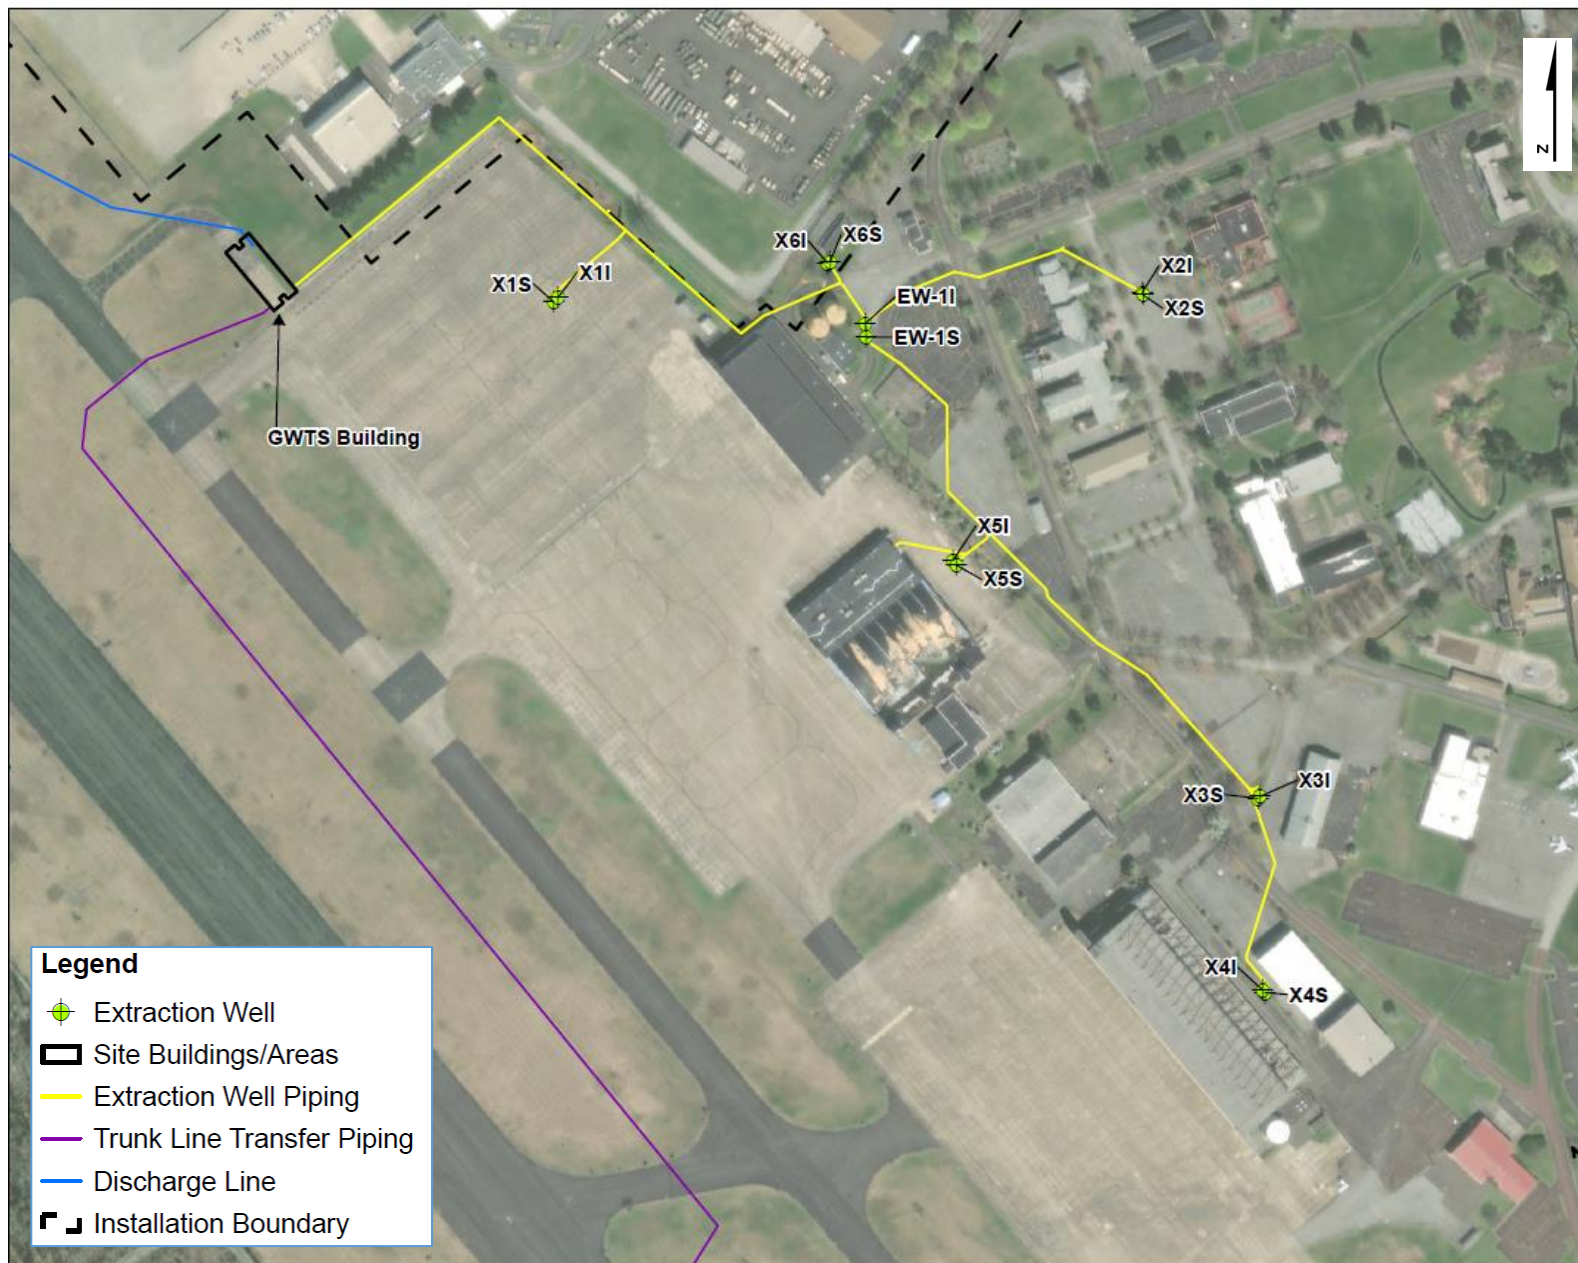 N
X6I
X6S
X1S
X1I
X2I
X2S
EW-1I
EW-1S
GWTS Building
X5I
X5S
X3S
X3I
X4I
X4S
Legend
Extraction Well
Site Buildings/Areas
Extraction Well Piping
Trunk Line Transfer Piping
Discharge Line
Installation Boundary